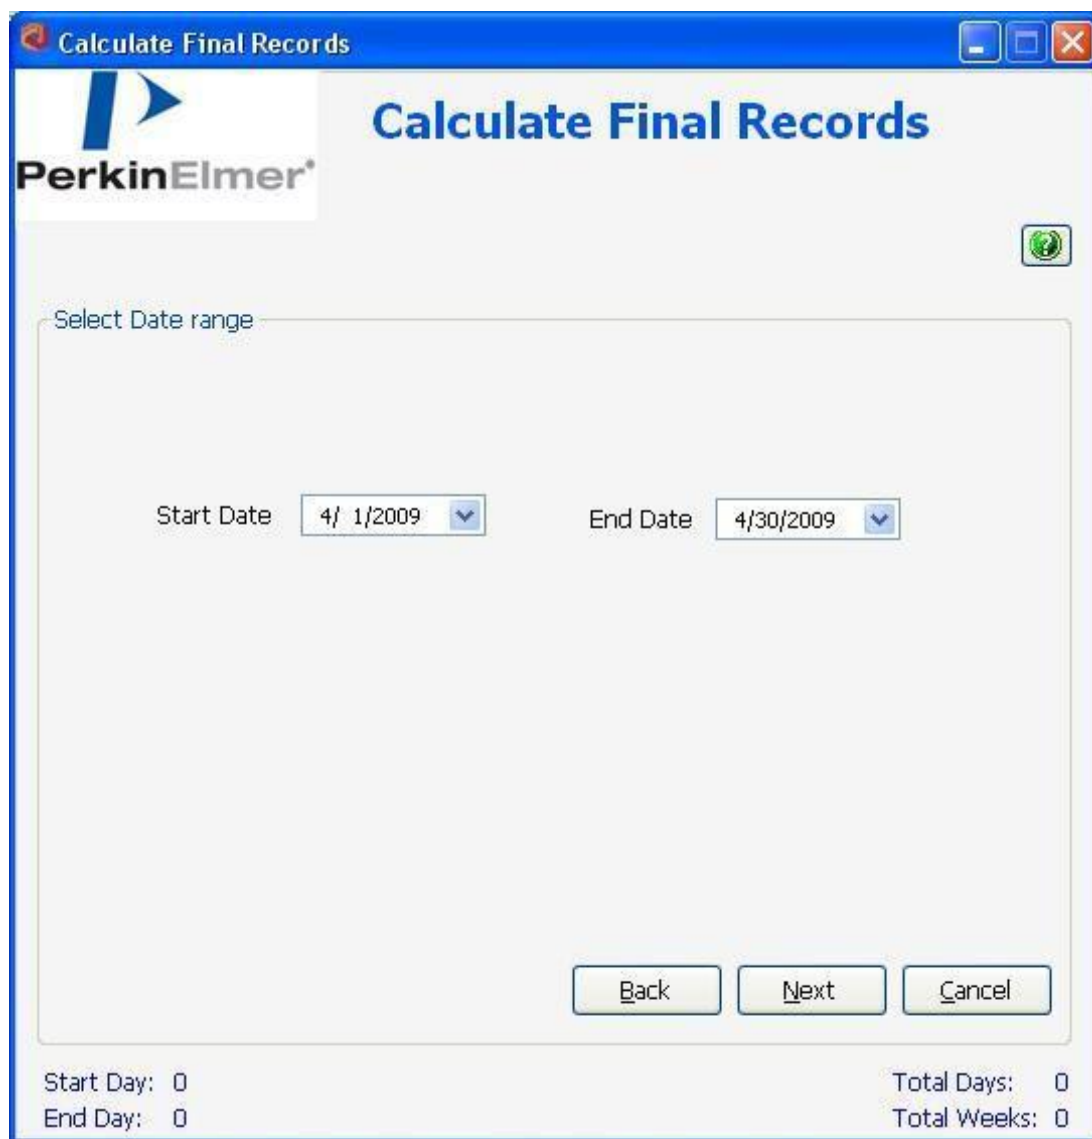 Calculate Final Records
Calculate Final Records
PerkinElmer®
Select Date range
Start Date 4/ 1/2009 End Date 4/30/2009
Back Next Cancel
Start Day: 0 Total Days: 0
End Day: 0 Total Weeks: 0